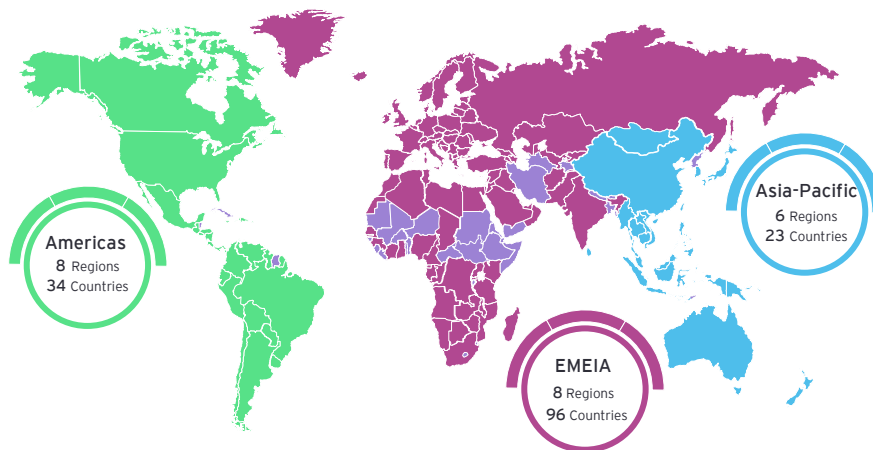 Americas
8 Regions
34 Countries
EMEIA
8 Regions
96 Countries
Asia-Pacific
6 Regions
23 Countries